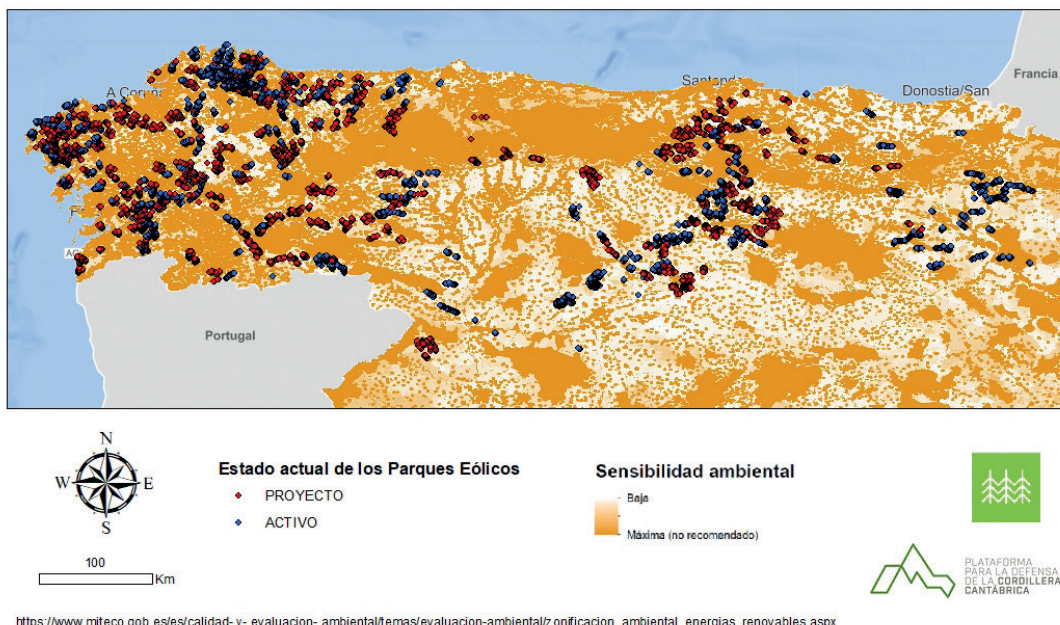 A Coruñ
Santande
Donostia/San
Francia
Portugal
N
W
E
S
Estado actual de los Parques Eólicos
PROYECTO
ACTIVO
Sensibilidad ambiental
Baja
Máxima (no recomendado)
100
Km
PLATAFORMA
PARA LA DEFENSA
DE LA CORDILLERA
CANTÁBRICA
https://www.miteco.gob.es/es/calidad-y-evaluacion-ambiental/temas/evaluacion-ambiental/zonificacion_ambiental_energias_renovables.aspx